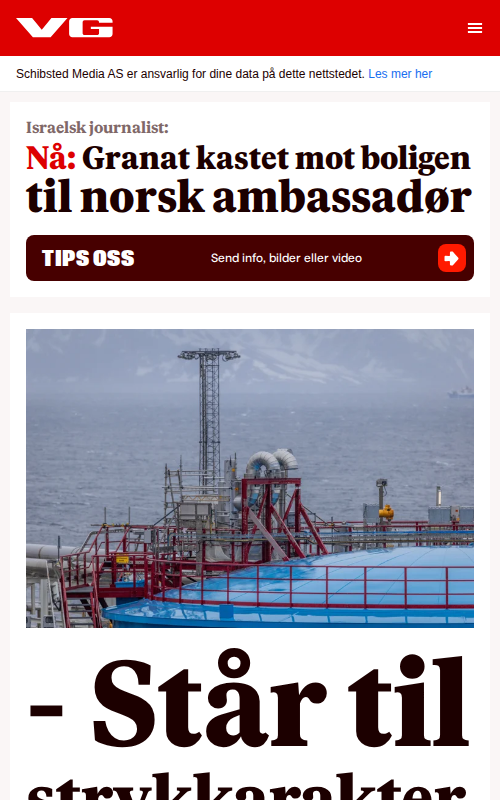 VG
Schibsted Media AS er ansvarlig for dine data på dette nettstedet. Les mer her
Israelsk journalist:
Nå: Granat kastet mot boligen
til norsk ambassadør
TIPS OSS
Send info, bilder eller video
- Står til
strykkarakter